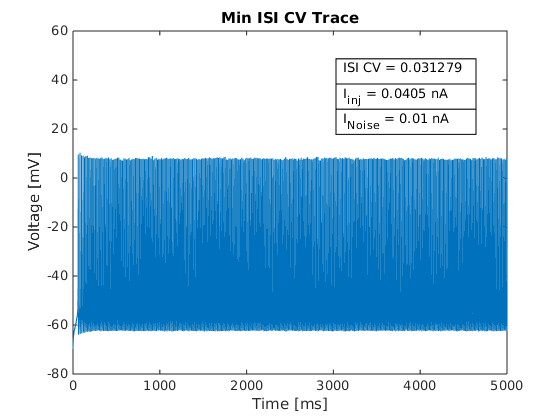 Min ISI CV Trace
60
40
20
0
-20
-40
-60
-80
Voltage [mV]
ISI CV = 0.031279
I_inj = 0.0405 nA
I_Noise = 0.01 nA
0 1000 2000 3000 4000 5000
Time [ms]